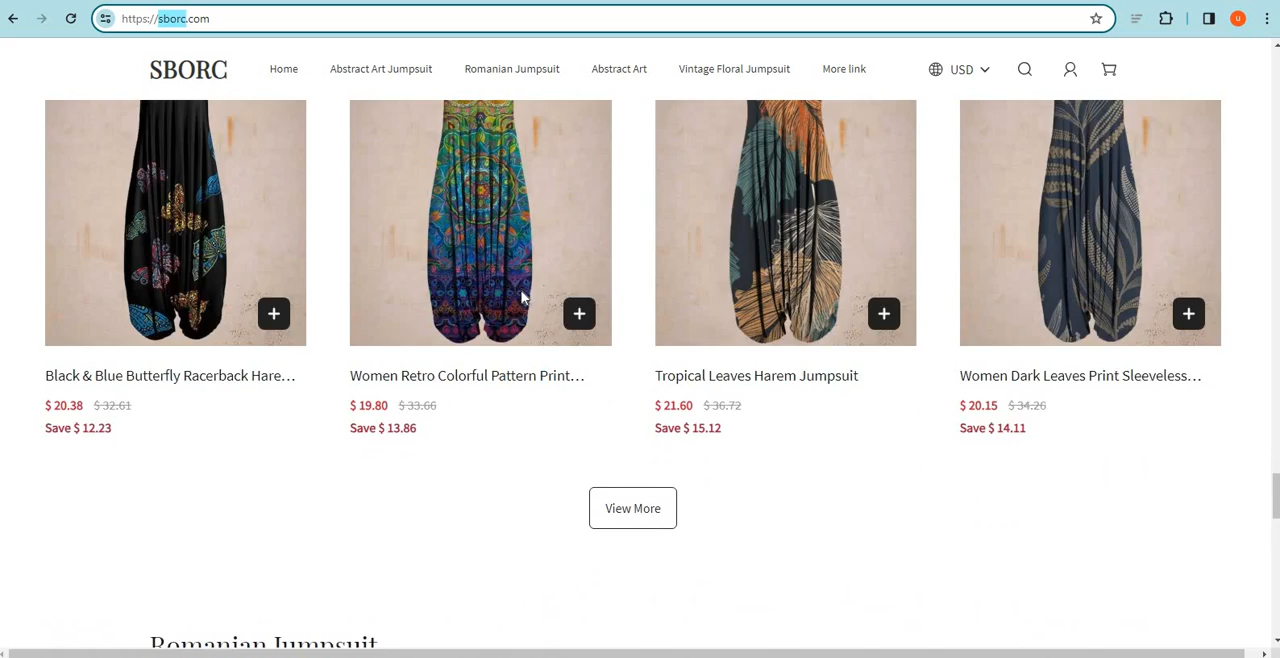 https://sborc.com
u
SBORC Home Abstract Art Jumpsuit Romanian Jumpsuit Abstract Art Vintage Floral Jumpsuit More link USD
Black & Blue Butterfly Racerback Hare... Women Retro Colorful Pattern Print... Tropical Leaves Harem Jumpsuit Women Dark Leaves Print Sleeveless...
$ 20.38 $ 32.61 $ 19.80 $ 33.66 $ 21.60 $ 36.72 $ 20.15 $ 34.26
Save $ 12.23 Save $ 13.86 Save $ 15.12 Save $ 14.11
View More
Romanian Jumpsuit